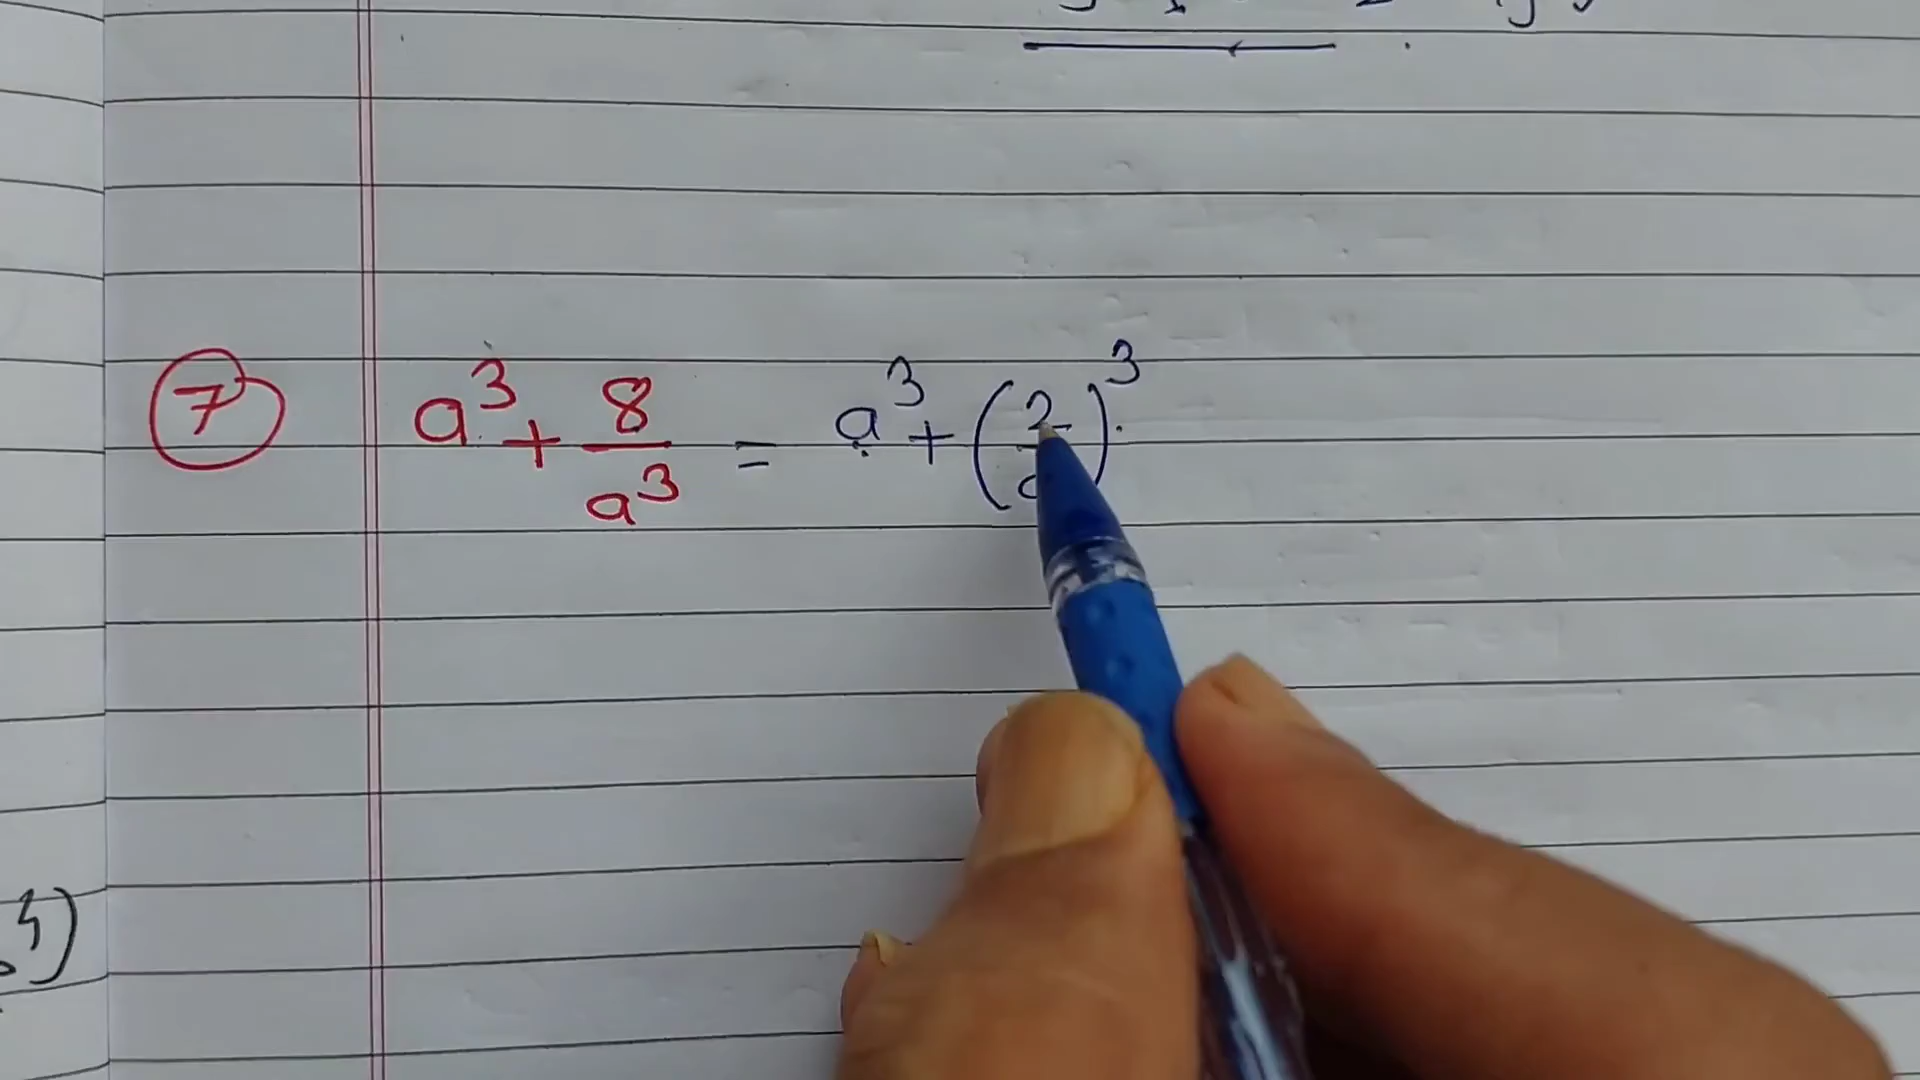 7 a³ + 8/a³ = a³ + (2/a)³